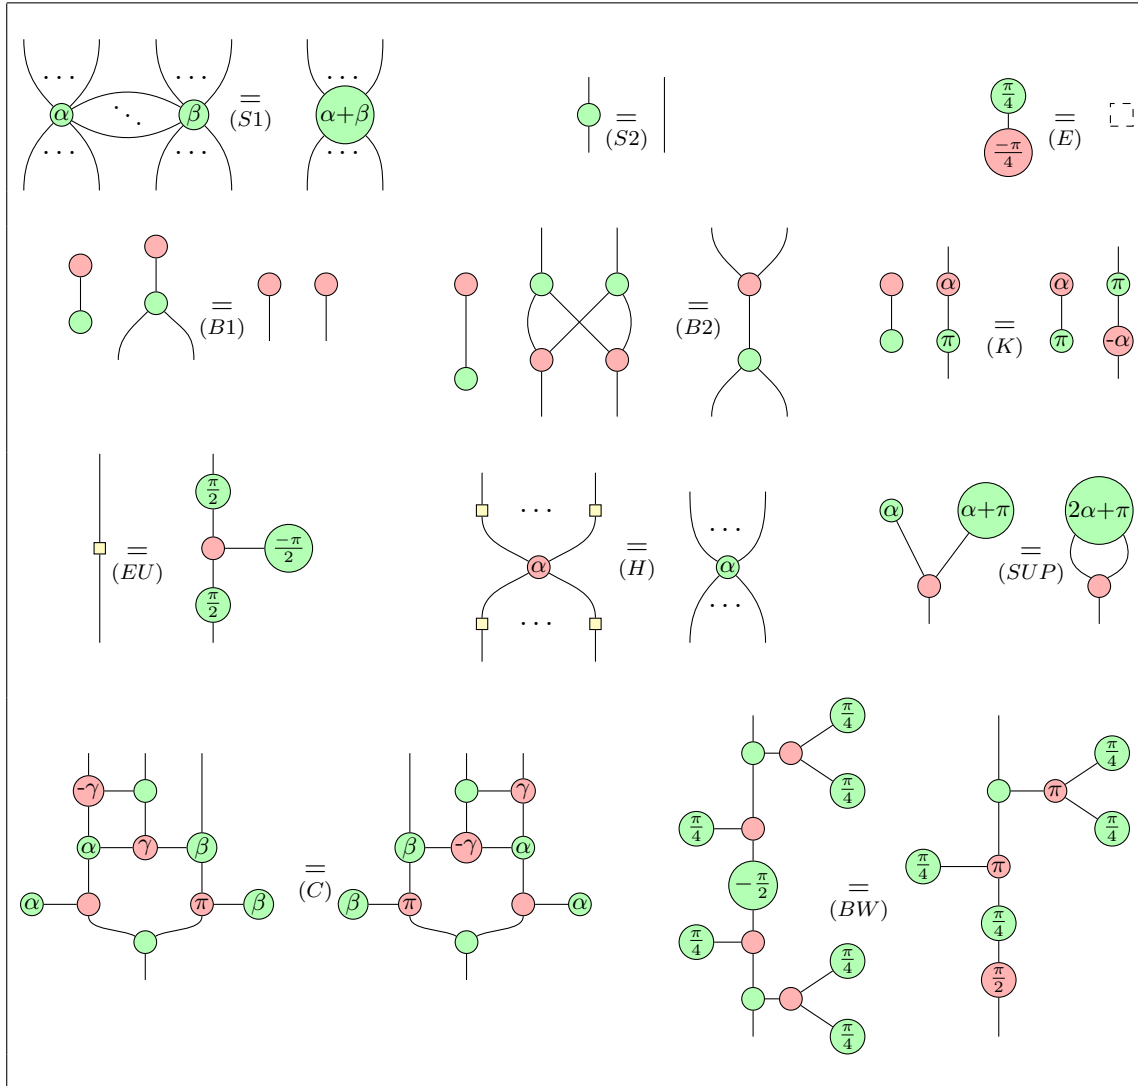 ··· ···
α ⋱ β = (S1)
··· ···
···
α+β
···
= (S2)
π/4
-π/4
= (E)
= (B1)
= (B2)
α
π
= (K)
α
π
π
-α
= (EU)
π/2
-π/2
π/2
··· ···
α
= (H)
··· ···
···
α
···
α α+π
= (SUP)
2α+π
-γ
α γ β
α π β
= (C)
γ
β -γ α
β π α
π/4
π/4
π/4
-π/2
π/4
π/4
π/4
= (BW)
π/4
π
π/4
π/4 π
π/4
π/2